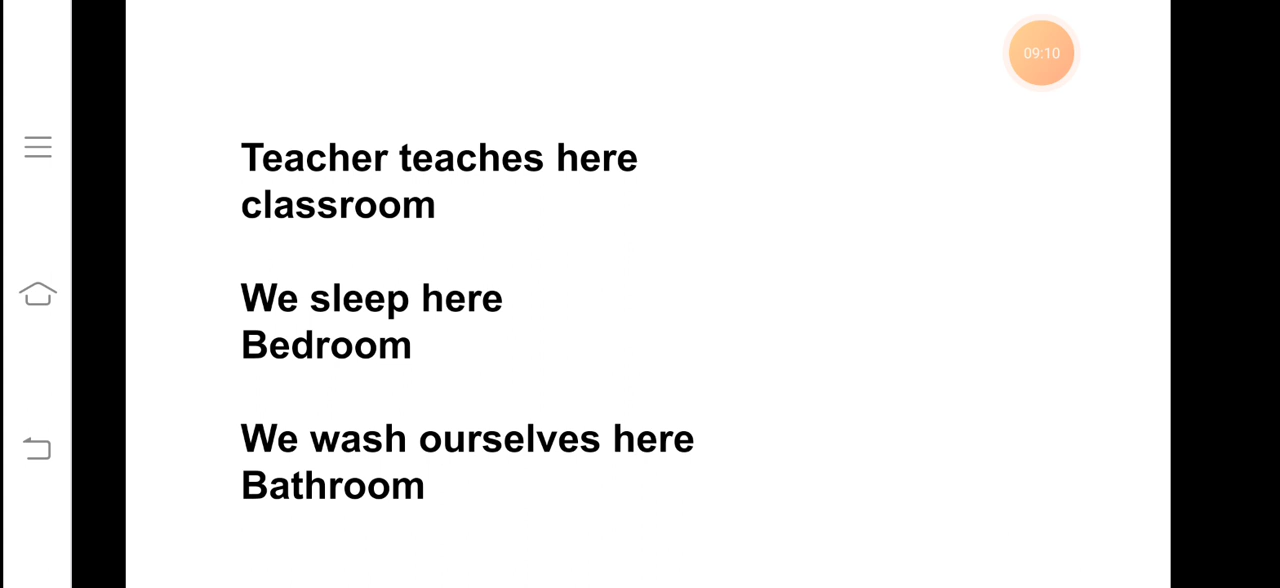 09:10
Teacher teaches here
classroom
We sleep here
Bedroom
We wash ourselves here
Bathroom